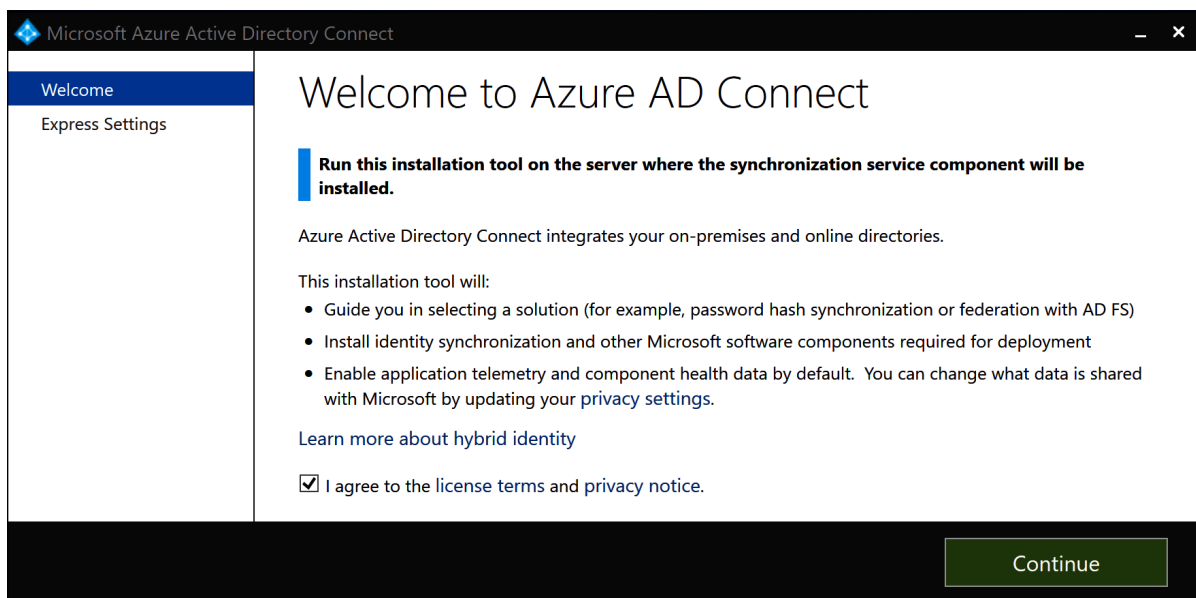 Microsoft Azure Active Directory Connect
Welcome
Express Settings
Welcome to Azure AD Connect
Run this installation tool on the server where the synchronization service component will be
installed.
Azure Active Directory Connect integrates your on-premises and online directories.
This installation tool will:
• Guide you in selecting a solution (for example, password hash synchronization or federation with AD FS)
• Install identity synchronization and other Microsoft software components required for deployment
• Enable application telemetry and component health data by default.  You can change what data is shared
with Microsoft by updating your privacy settings.
Learn more about hybrid identity
I agree to the license terms and privacy notice.
Continue